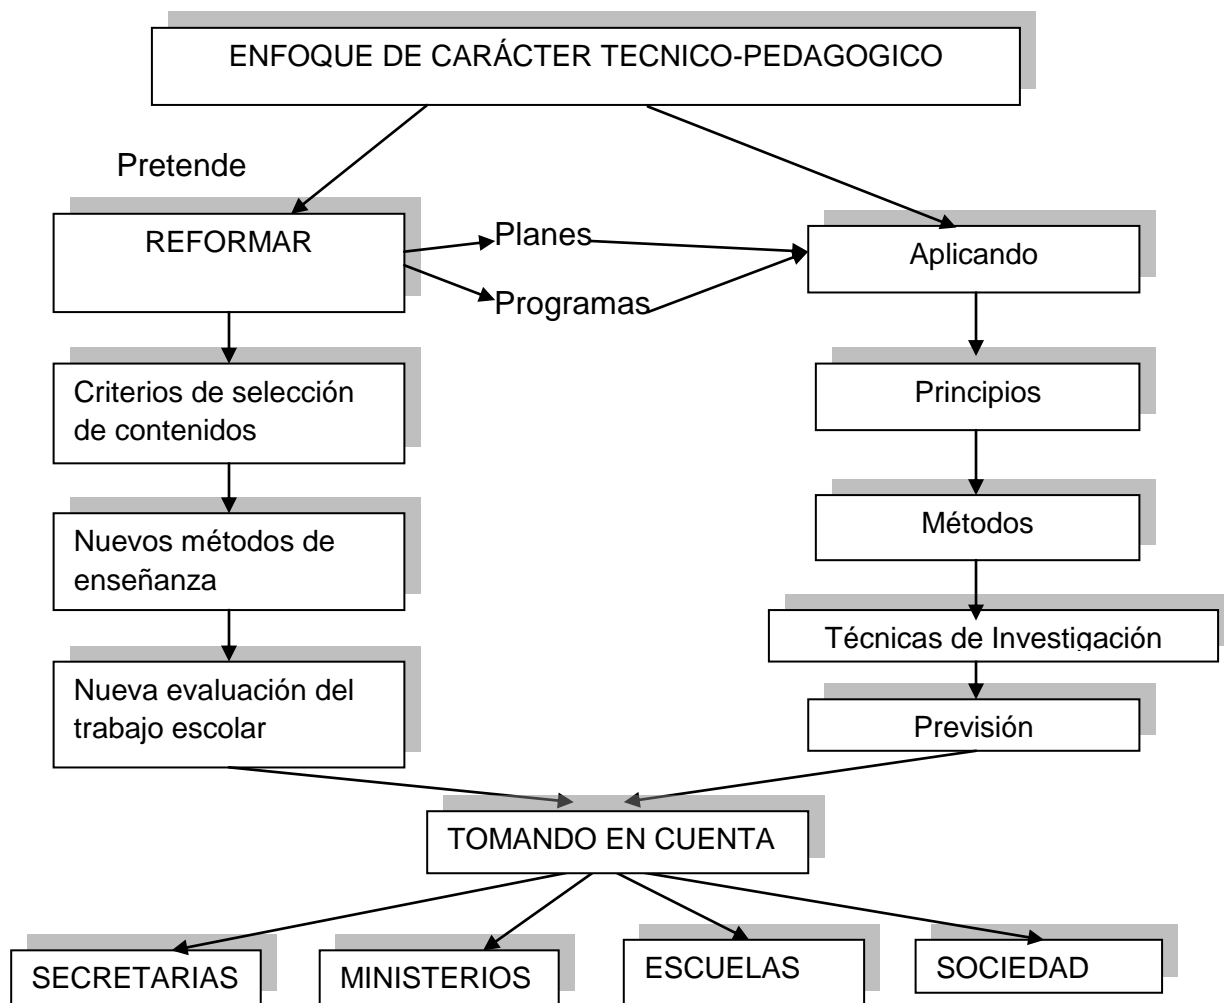 ENFOQUE DE CARÁCTER TECNICO-PEDAGOGICO
Pretende
REFORMAR
Planes
Programas
Aplicando
Criterios de selección
de contenidos
Principios
Nuevos métodos de
enseñanza
Métodos
Técnicas de Investigación
Nueva evaluación del
trabajo escolar
Previsión
TOMANDO EN CUENTA
SECRETARIAS
MINISTERIOS
ESCUELAS
SOCIEDAD